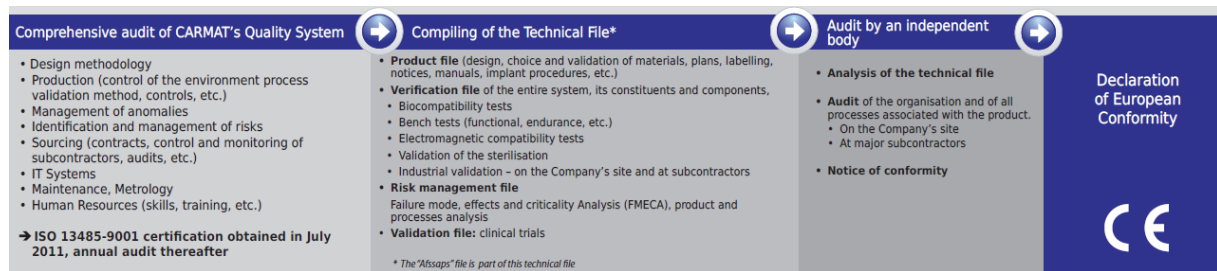 Comprehensive audit of CARMAT's Quality System
• Design methodology
• Production (control of the environment process
validation method, controls, etc.)
• Management of anomalies
• Identification and management of risks
• Sourcing (contracts, control and monitoring of
subcontractors, audits, etc.)
• IT Systems
• Maintenance, Metrology
• Human Resources (skills, training, etc.)
➔ ISO 13485-9001 certification obtained in July
2011, annual audit thereafter
Compiling of the Technical File*
• Product file (design, choice and validation of materials, plans, labelling,
notices, manuals, implant procedures, etc.)
• Verification file of the entire system, its constituents and components,
• Biocompatibility tests
• Bench tests (functional, endurance, etc.)
• Electromagnetic compatibility tests
• Validation of the sterilisation
• Industrial validation – on the Company's site and at subcontractors
• Risk management file
Failure mode, effects and criticality Analysis (FMECA), product and
processes analysis
• Validation file: clinical trials
* The "Afssaps" file is part of this technical file
Audit by an independent
body
• Analysis of the technical file
• Audit of the organisation and of all
processes associated with the product.
• On the Company's site
• At major subcontractors
• Notice of conformity
Declaration
of European
Conformity
CE